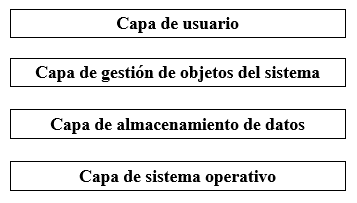 Capa de usuario
Capa de gestión de objetos del sistema
Capa de almacenamiento de datos
Capa de sistema operativo